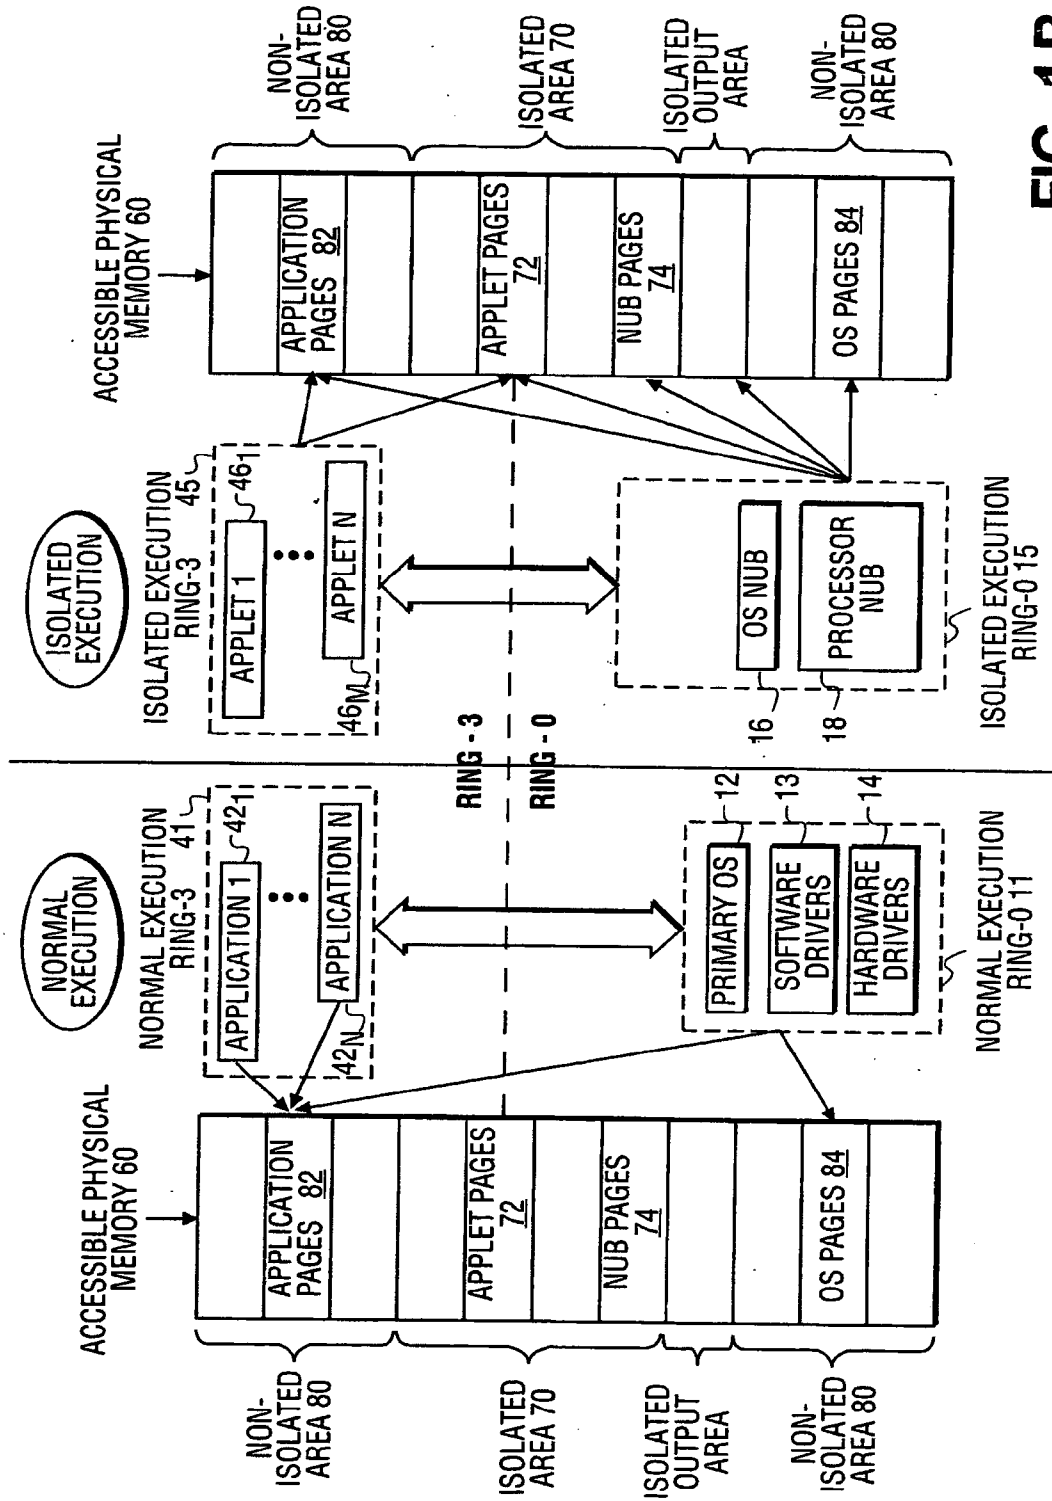 ACCESSIBLE PHYSICAL
MEMORY 60
NON-
ISOLATED
AREA 80
ISOLATED
AREA 70
ISOLATED
OUTPUT
AREA
NON-
ISOLATED
AREA 80
APPLICATION
PAGES 82
APPLET PAGES
72
NUB PAGES
74
OS PAGES 84
NORMAL
EXECUTION
NORMAL EXECUTION
RING-3
41
APPLICATION 1
42₁
APPLICATION N
42N
PRIMARY OS
12
SOFTWARE
DRIVERS
13
HARDWARE
DRIVERS
14
NORMAL EXECUTION
RING-0 11
RING - 3
RING - 0
ISOLATED
EXECUTION
ISOLATED EXECUTION
RING-3
45
APPLET 1
46₁
APPLET N
46M
OS NUB
16
PROCESSOR
NUB
18
ISOLATED EXECUTION
RING-0 15
ACCESSIBLE PHYSICAL
MEMORY 60
APPLICATION
PAGES 82
APPLET PAGES
72
NUB PAGES
74
OS PAGES 84
NON-
ISOLATED
AREA 80
ISOLATED
AREA 70
ISOLATED
OUTPUT
AREA
NON-
ISOLATED
AREA 80
FIG. 1B